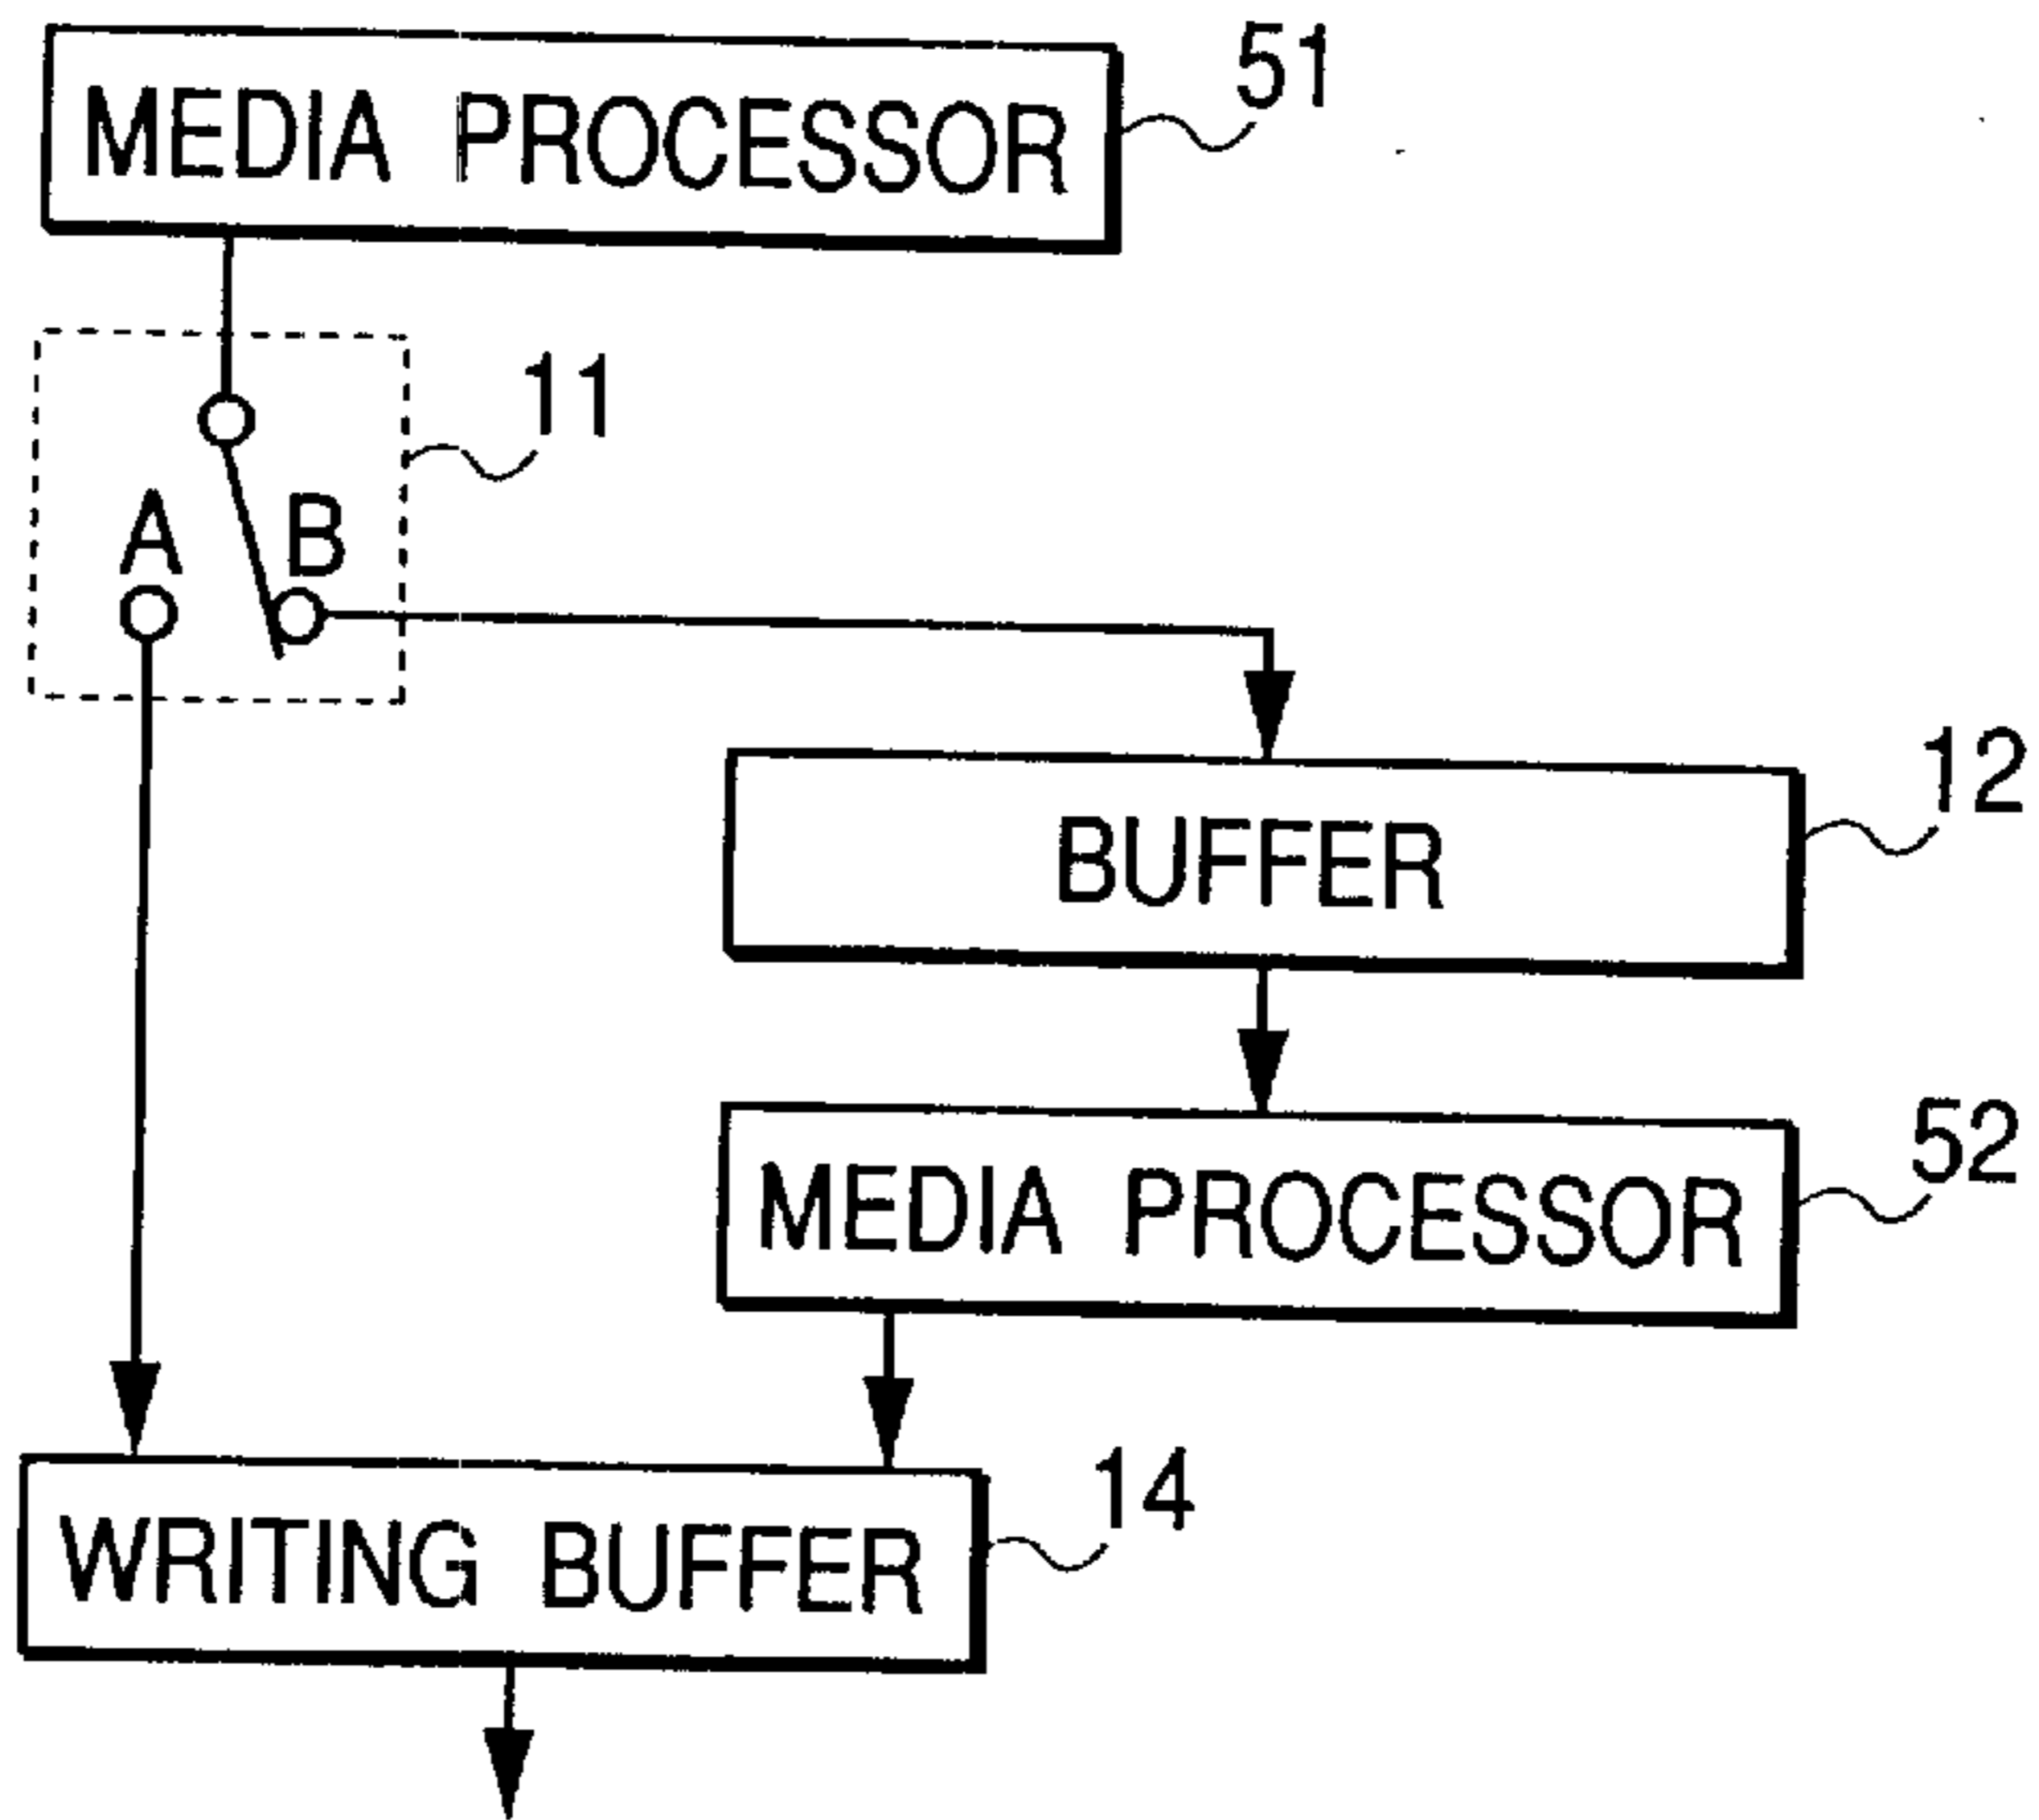 MEDIA PROCESSOR
51
11
A
B
BUFFER
12
MEDIA PROCESSOR
52
WRITING BUFFER
14